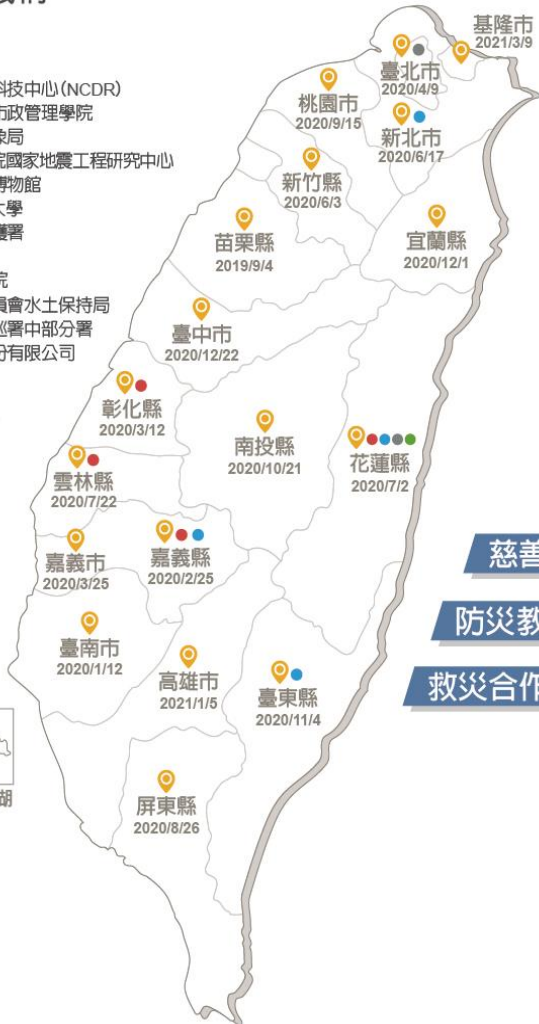 基隆市
2021/3/9
臺北市
2020/4/9
桃園市
2020/9/15
新北市
2020/6/17
新竹縣
2020/6/3
苗栗縣
2019/9/4
宜蘭縣
2020/12/1
科技中心(NCDR)
市政管理學院
象局
院國家地震工程研究中心
博物館
大學
護署
院
員會水土保持局
巡署中部分署
份有限公司
臺中市
2020/12/22
彰化縣
2020/3/12
南投縣
2020/10/21
花蓮縣
2020/7/2
雲林縣
2020/7/22
嘉義市
2020/3/25
嘉義縣
2020/2/25
臺南市
2020/1/12
高雄市
2021/1/5
臺東縣
2020/11/4
屏東縣
2020/8/26
湖
慈善
防災教
救災合作